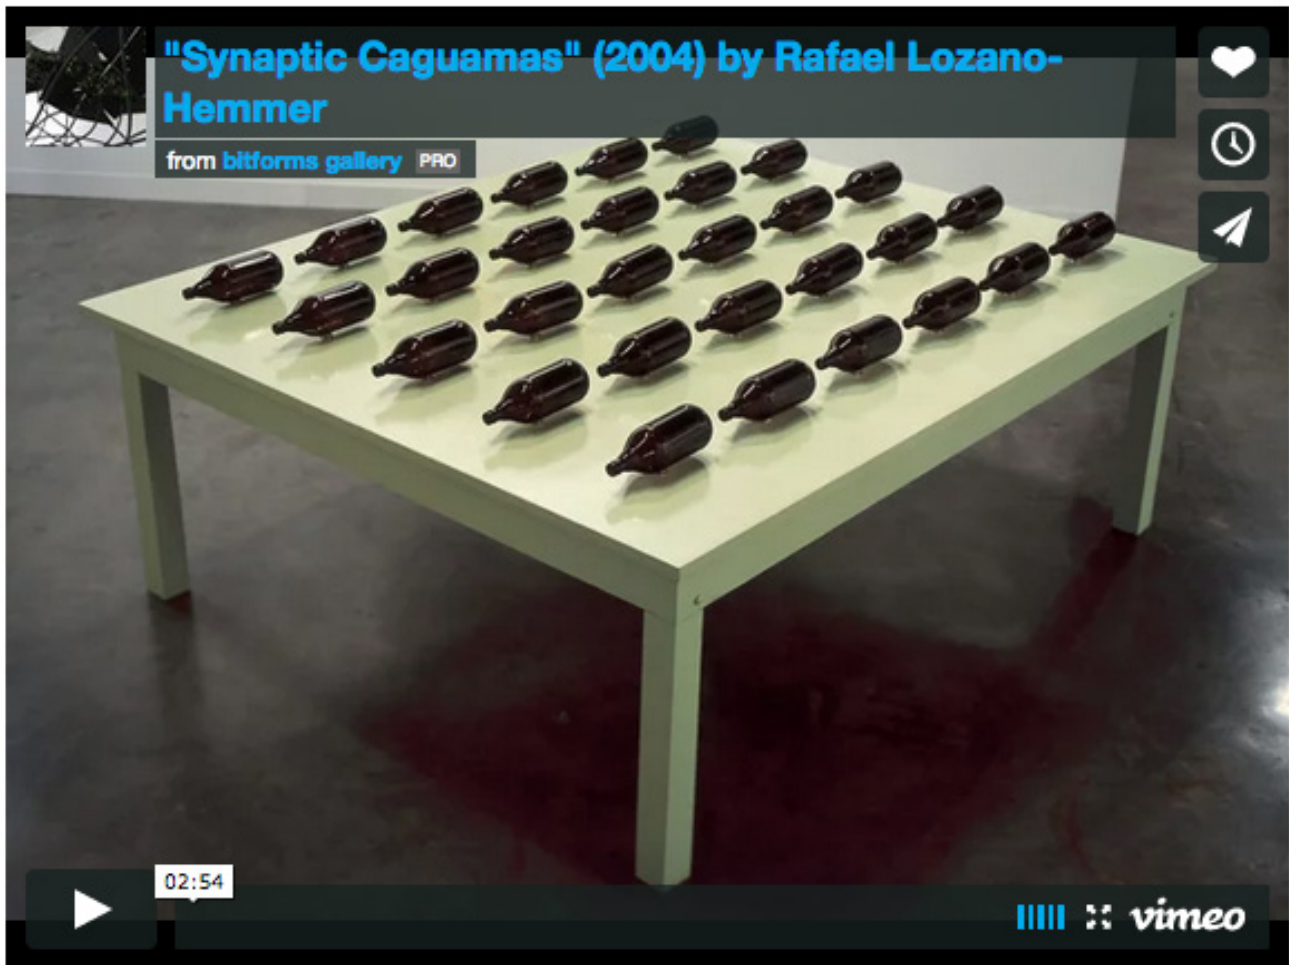 "Synaptic Caguamas" (2004) by Rafael Lozano-
Hemmer
from bitforms gallery PRO
02:54
vimeo